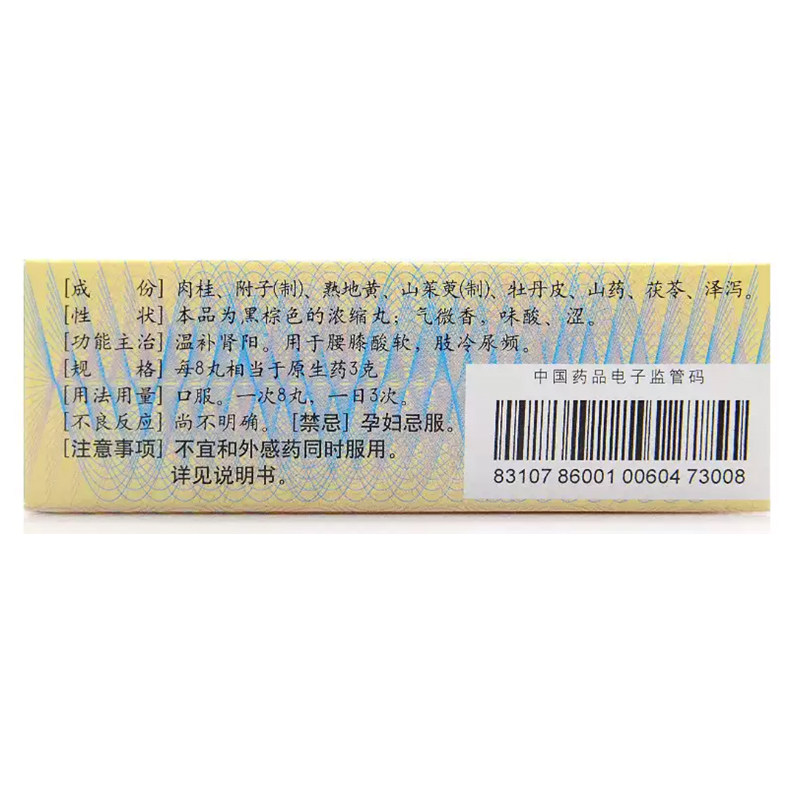 [成　份] 肉桂、附子(制)、熟地黄、山茱萸(制)、牡丹皮、山药、茯苓、泽泻。
[性　状] 本品为黑棕色的浓缩丸；气微香，味酸、涩。
[功能主治] 温补肾阳。用于腰膝酸软，肢冷尿频。
[规　格] 每8丸相当于原生药3克
[用法用量] 口服。一次8丸，一日3次。
[不良反应] 尚不明确。[禁忌] 孕妇忌服。
[注意事项] 不宜和外感药同时服用。
详见说明书。
中国药品电子监管码
83107 86001 00604 73008